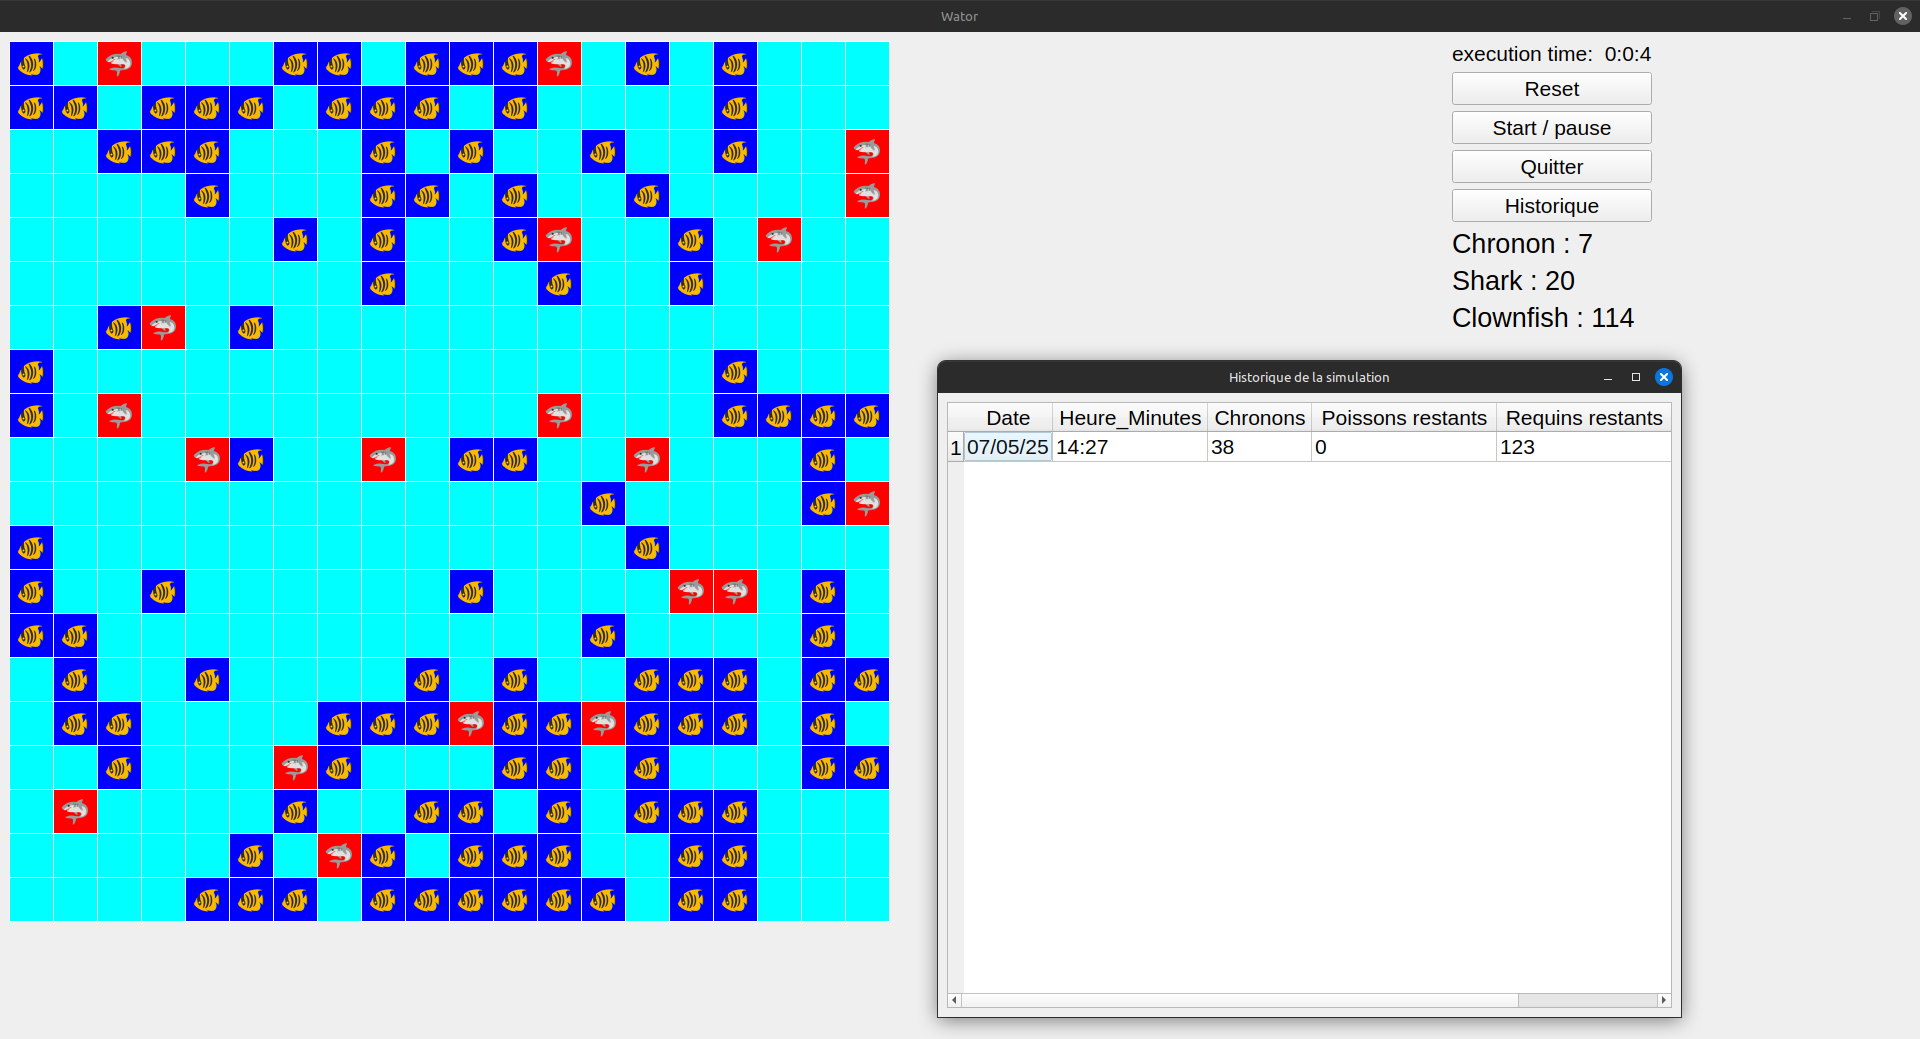 Wator
execution time: 0:0:4
Reset
Start / pause
Quitter
Historique
Chronon : 7
Shark : 20
Clownfish : 114
Historique de la simulation
Date Heure_Minutes Chronons Poissons restants Requins restants
1 07/05/25 14:27 38 0 123